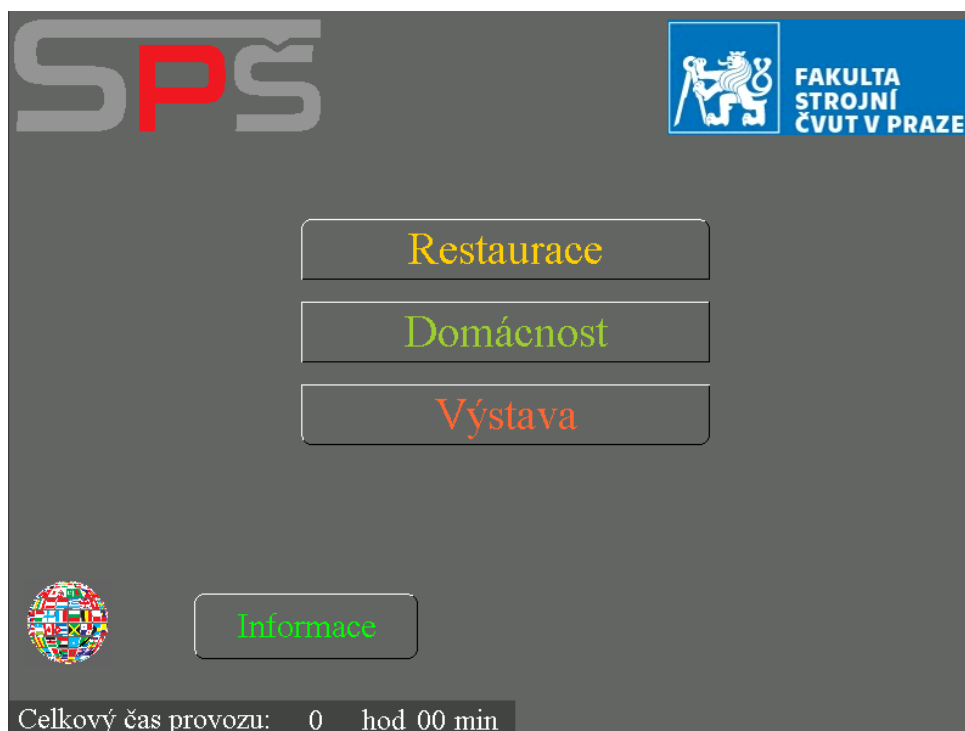 SPŠ
FAKULTA
STROJNÍ
ČVUT V PRAZE
Restaurace
Domácnost
Výstava
Informace
Celkový čas provozu: 0 hod 00 min